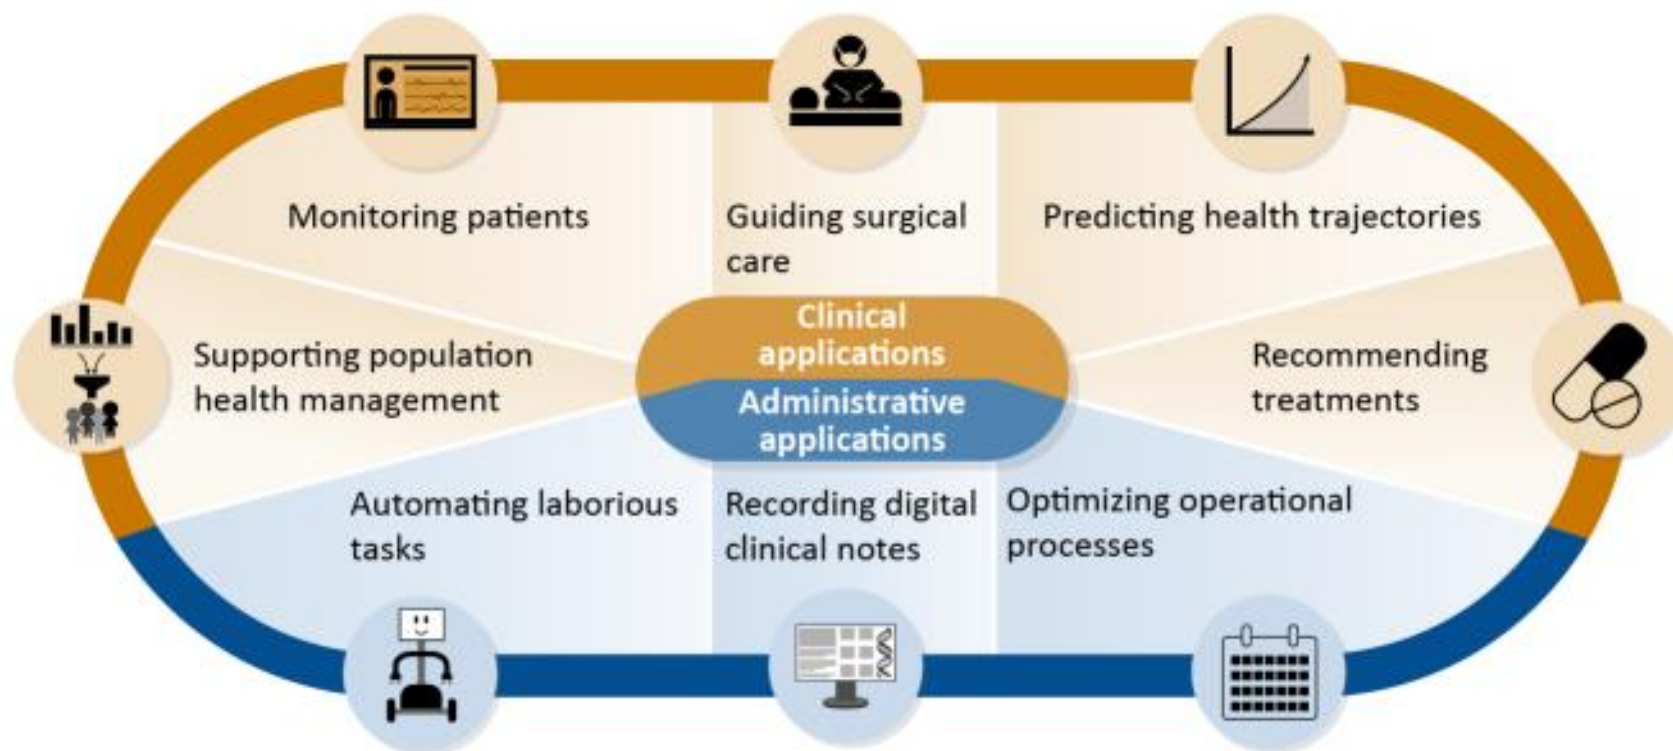 Monitoring patients
Guiding surgical
care
Predicting health trajectories
Supporting population
health management
Clinical
applications
Administrative
applications
Recommending
treatments
Automating laborious
tasks
Recording digital
clinical notes
Optimizing operational
processes